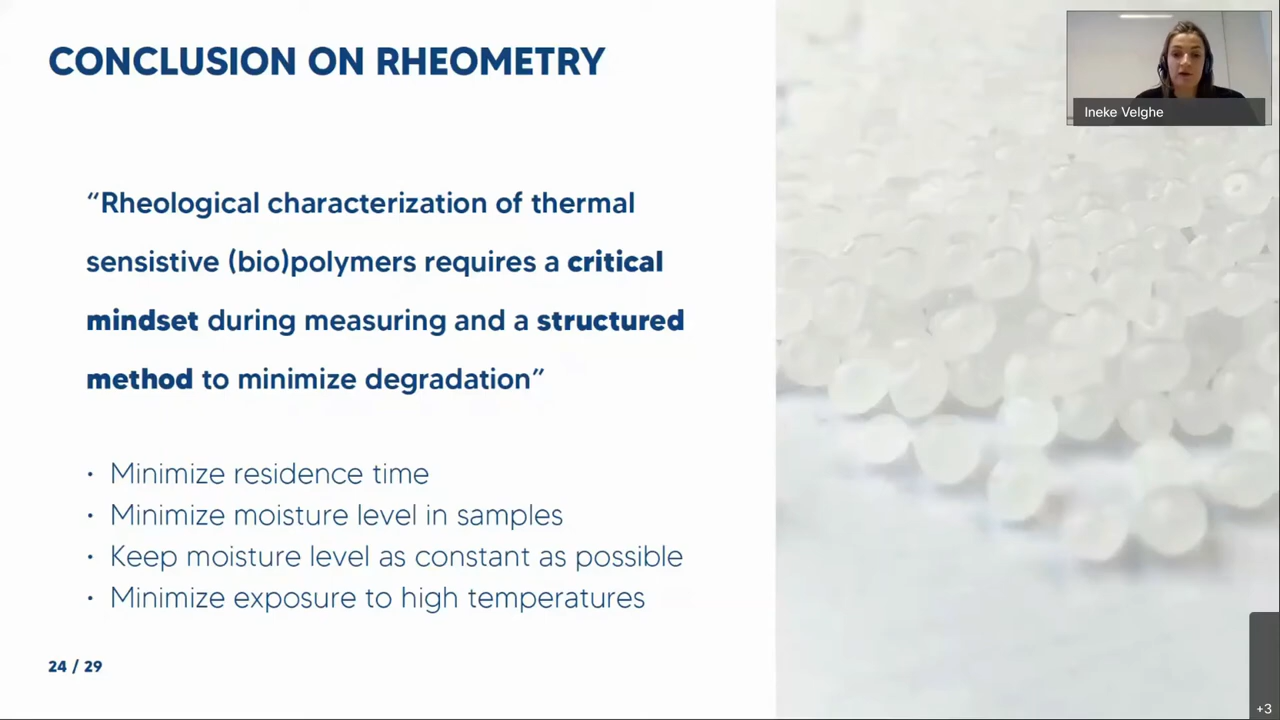 CONCLUSION ON RHEOMETRY
Ineke Velghe
“Rheological characterization of thermal
sensistive (bio)polymers requires a critical
mindset during measuring and a structured
method to minimize degradation”
• Minimize residence time
• Minimize moisture level in samples
• Keep moisture level as constant as possible
• Minimize exposure to high temperatures
24 / 29
+3